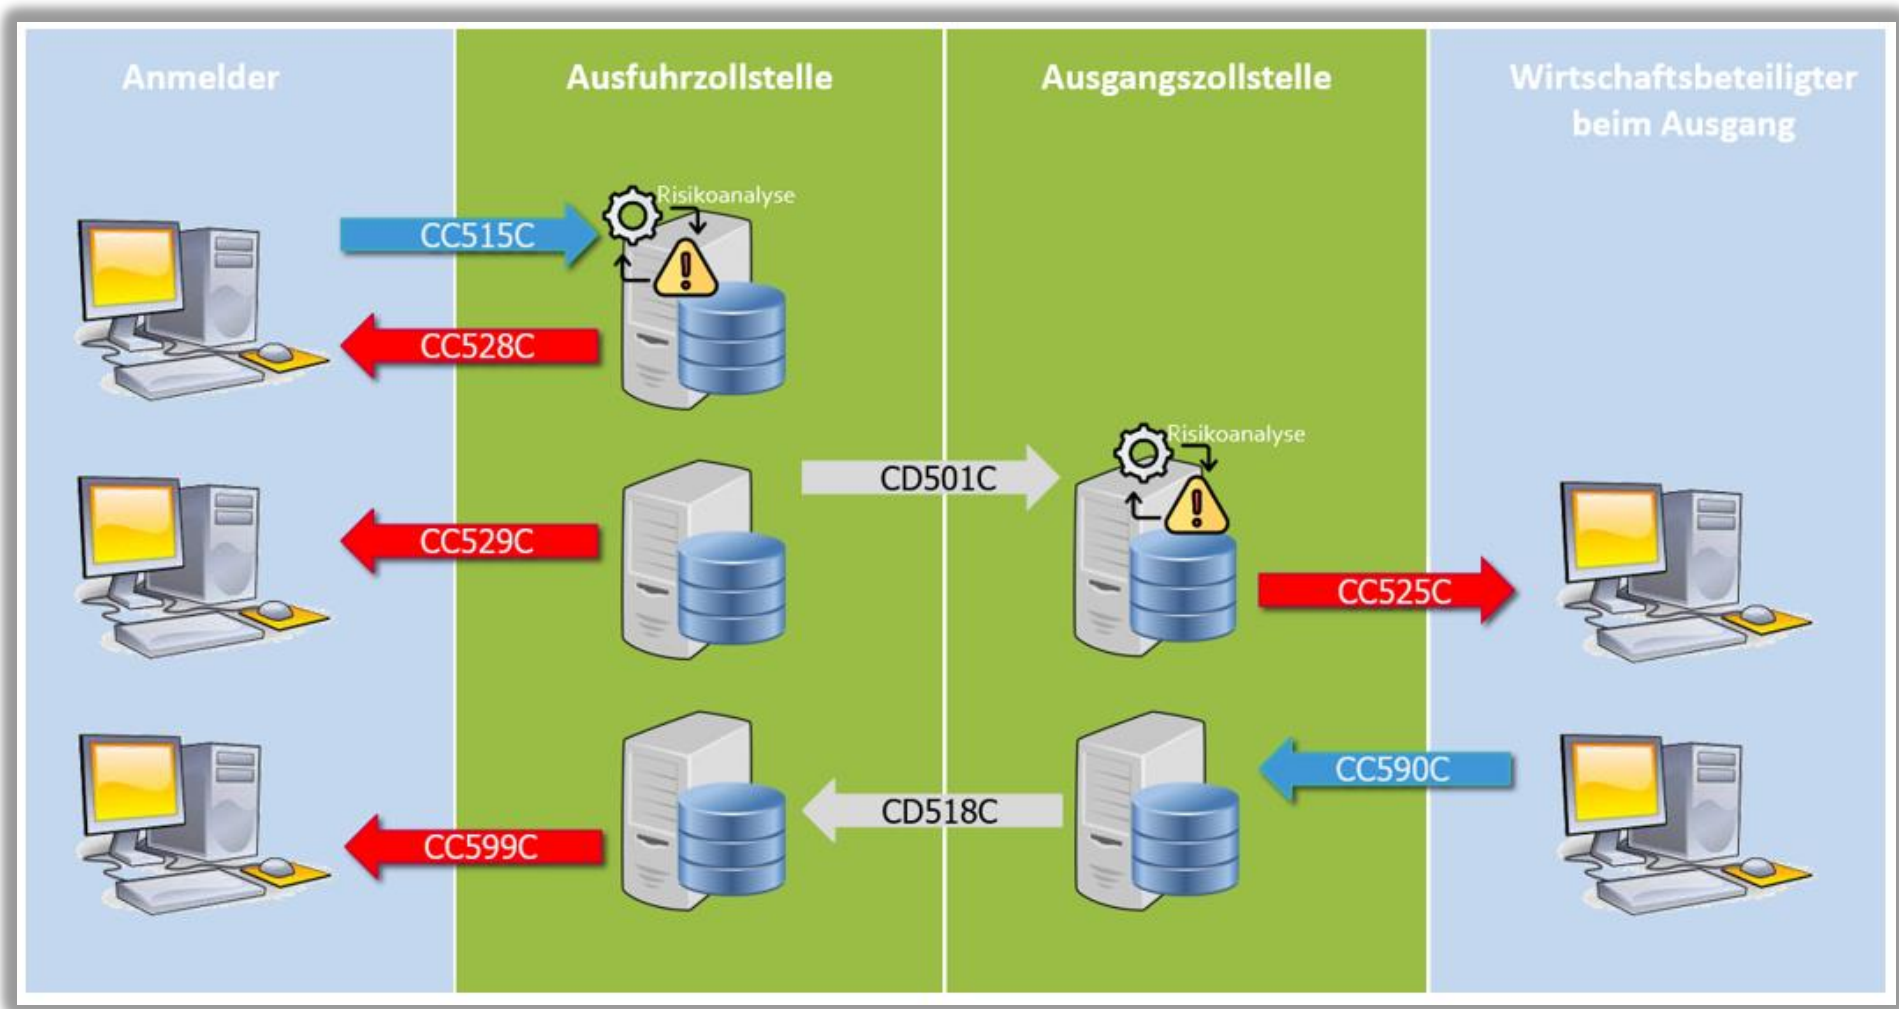 Anmelder
Ausfuhrzollstelle
Ausgangszollstelle
Wirtschaftsbeteiligter
beim Ausgang
Risikoanalyse
CC515C
CC528C
Risikoanalyse
CD501C
CC529C
CC525C
CC590C
CD518C
CC599C